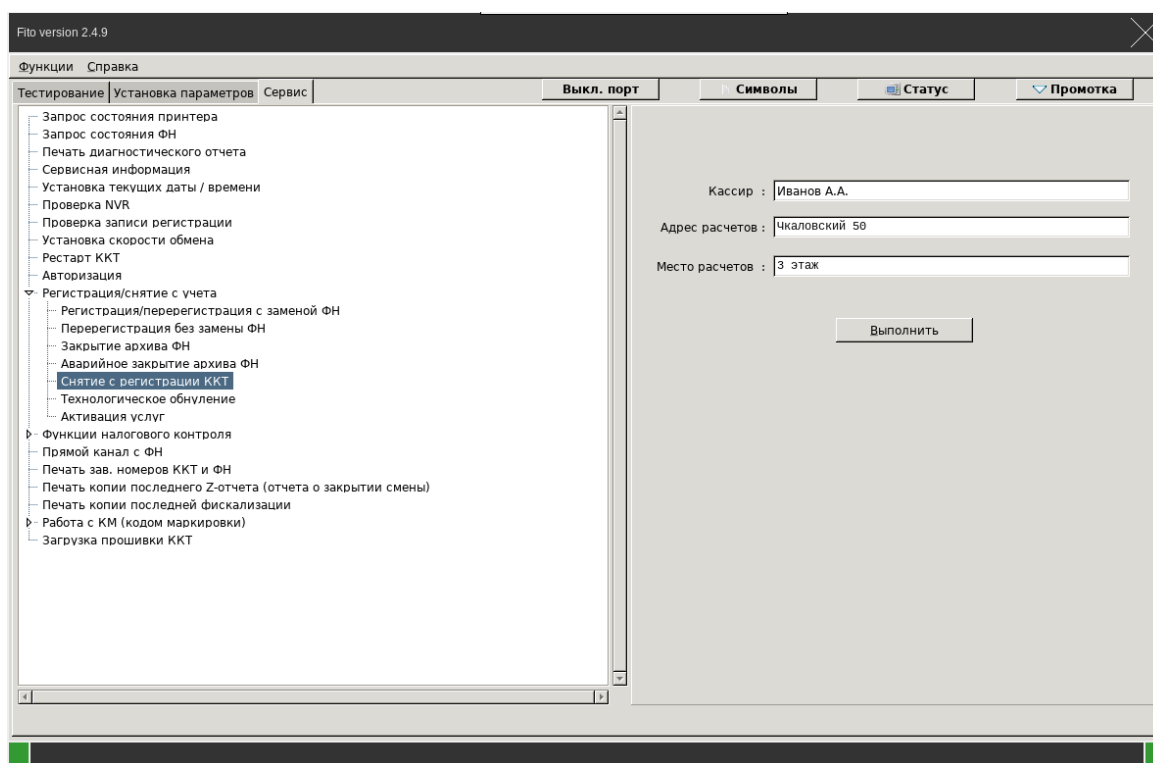 Fito version 2.4.9
Функции Справка
Тестирование Установка параметров Сервис Выкл. порт Символы Статус Промотка
Запрос состояния принтера
Запрос состояния ФН
Печать диагностического отчета
Сервисная информация
Установка текущих даты / времени
Проверка NVR
Проверка записи регистрации
Установка скорости обмена
Рестарт ККТ
Авторизация
Регистрация/снятие с учета
Регистрация/перерегистрация с заменой ФН
Перерегистрация без замены ФН
Закрытие архива ФН
Аварийное закрытие архива ФН
Снятие с регистрации ККТ
Технологическое обнуление
Активация услуг
Функции налогового контроля
Прямой канал с ФН
Печать зав. номеров ККТ и ФН
Печать копии последнего Z-отчета (отчета о закрытии смены)
Печать копии последней фискализации
Работа с КМ (кодом маркировки)
Загрузка прошивки ККТ
Кассир : Иванов А.А.
Адрес расчетов : Чкаловский 50
Место расчетов : 3 этаж
Выполнить